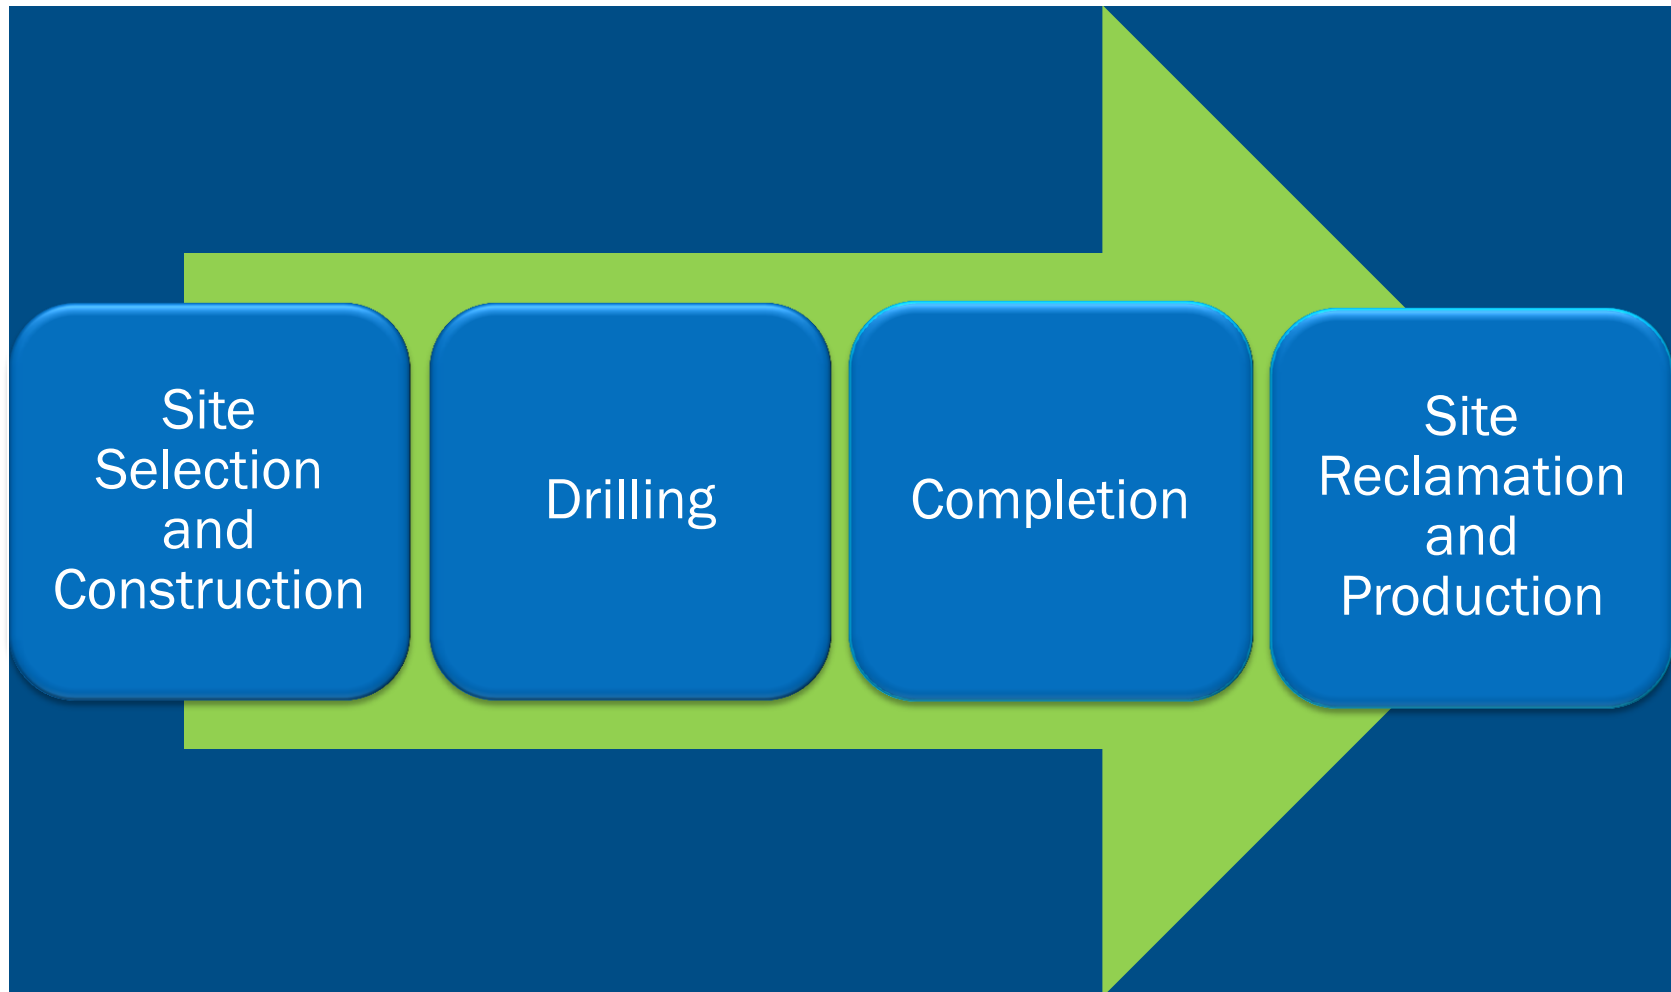 Site
Selection
and
Construction
Drilling
Completion
Site
Reclamation
and
Production